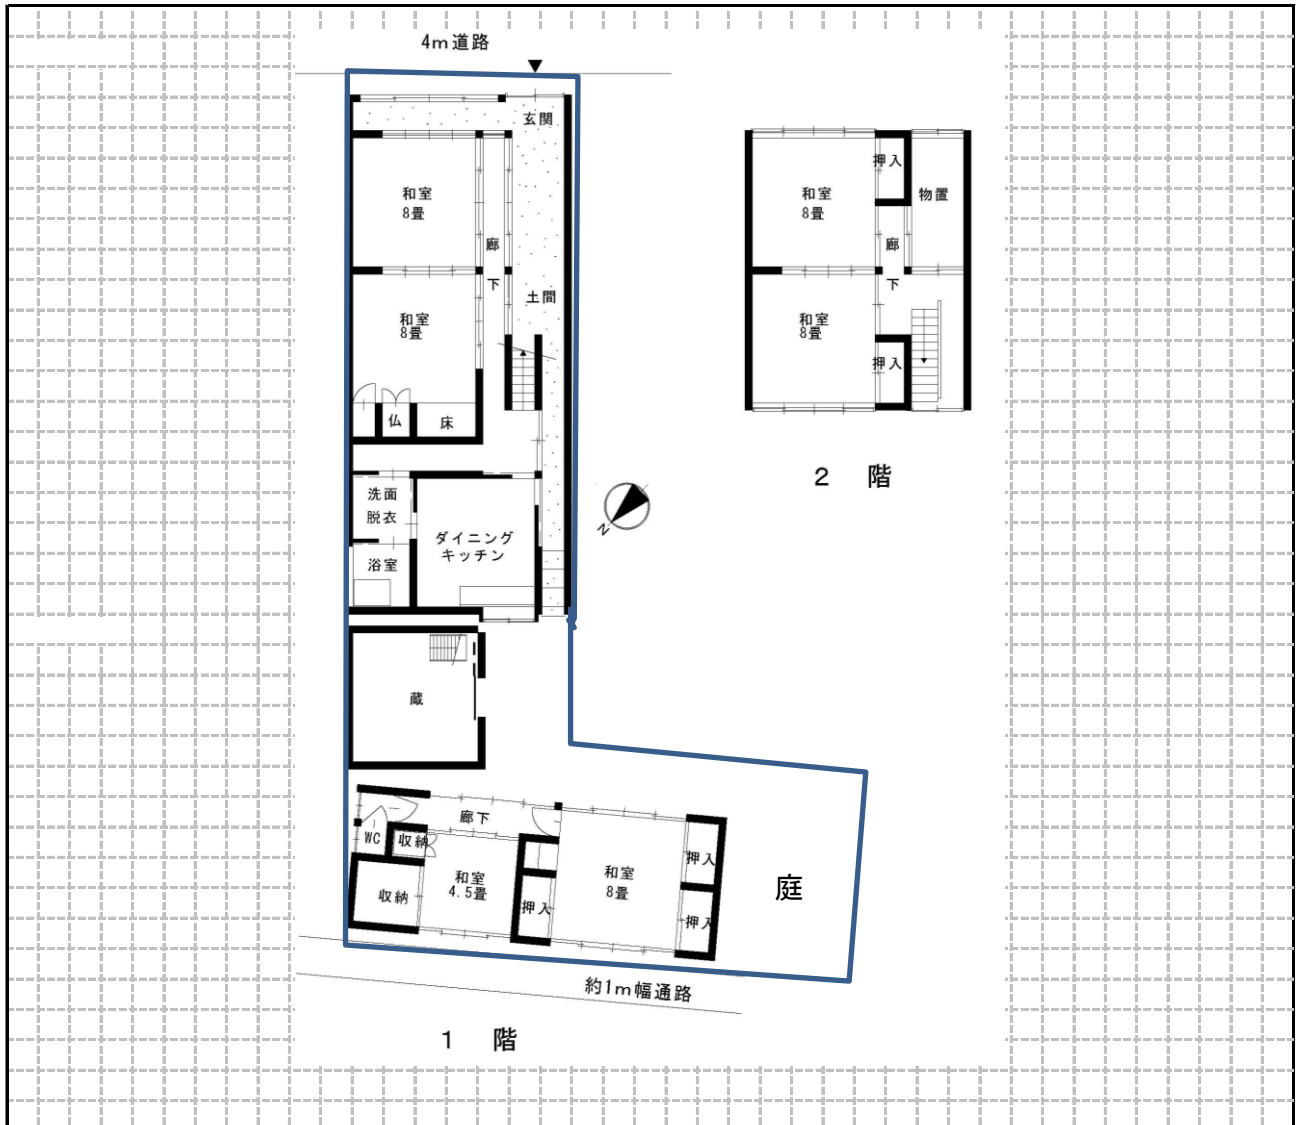 4m道路
玄関
和室
8畳
廊
下
土間
和室
8畳
仏
床
洗面
脱衣
浴室
ダイニング
キッチン
蔵
廊下
WC
収納
収納
和室
4.5畳
押入
和室
8畳
押入
押入
庭
約1m幅通路
1 階
押入
物置
和室
8畳
廊
下
和室
8畳
押入
2 階
N